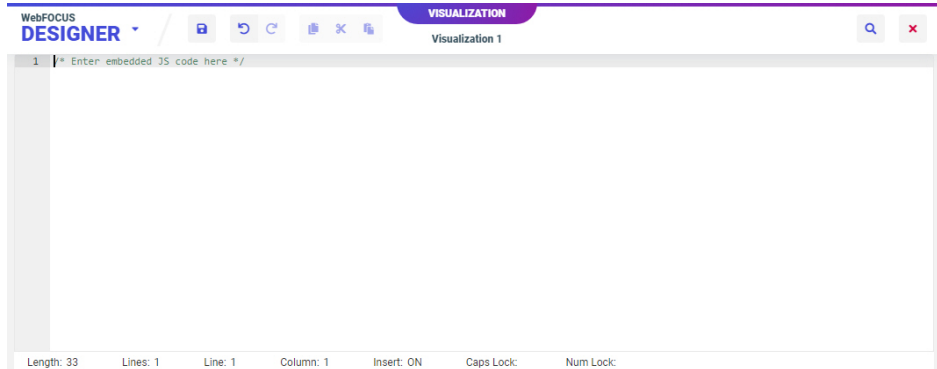 WebFOCUS
DESIGNER
VISUALIZATION
Visualization 1
1 /* Enter embedded JS code here */
Length: 33 Lines: 1 Line: 1 Column: 1 Insert: ON Caps Lock: Num Lock: